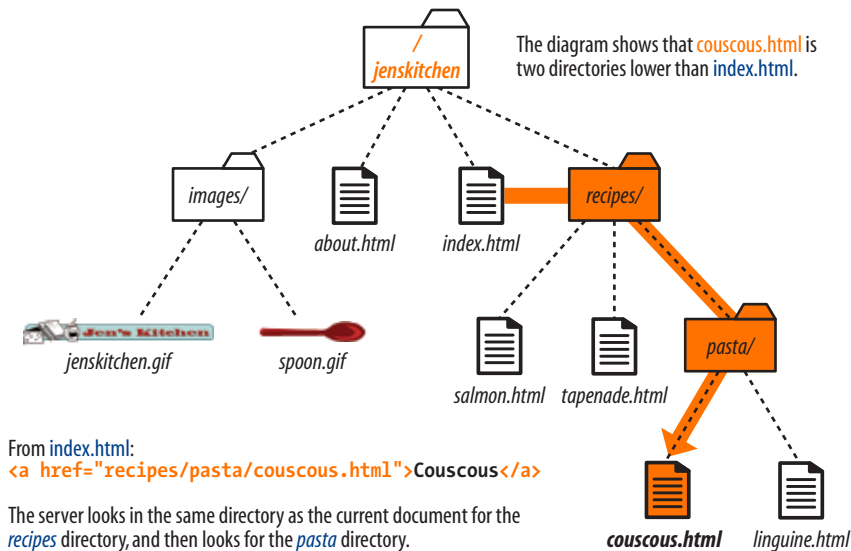 /
jenskitchen
The diagram shows that couscous.html is
two directories lower than index.html.
images/
recipes/
about.html
index.html
Jen's Kitchen
jenskitchen.gif
spoon.gif
pasta/
salmon.html
tapenade.html
From index.html:
<a href="recipes/pasta/couscous.html">Couscous</a>
The server looks in the same directory as the current document for the
recipes directory, and then looks for the pasta directory.
couscous.html
linguine.html